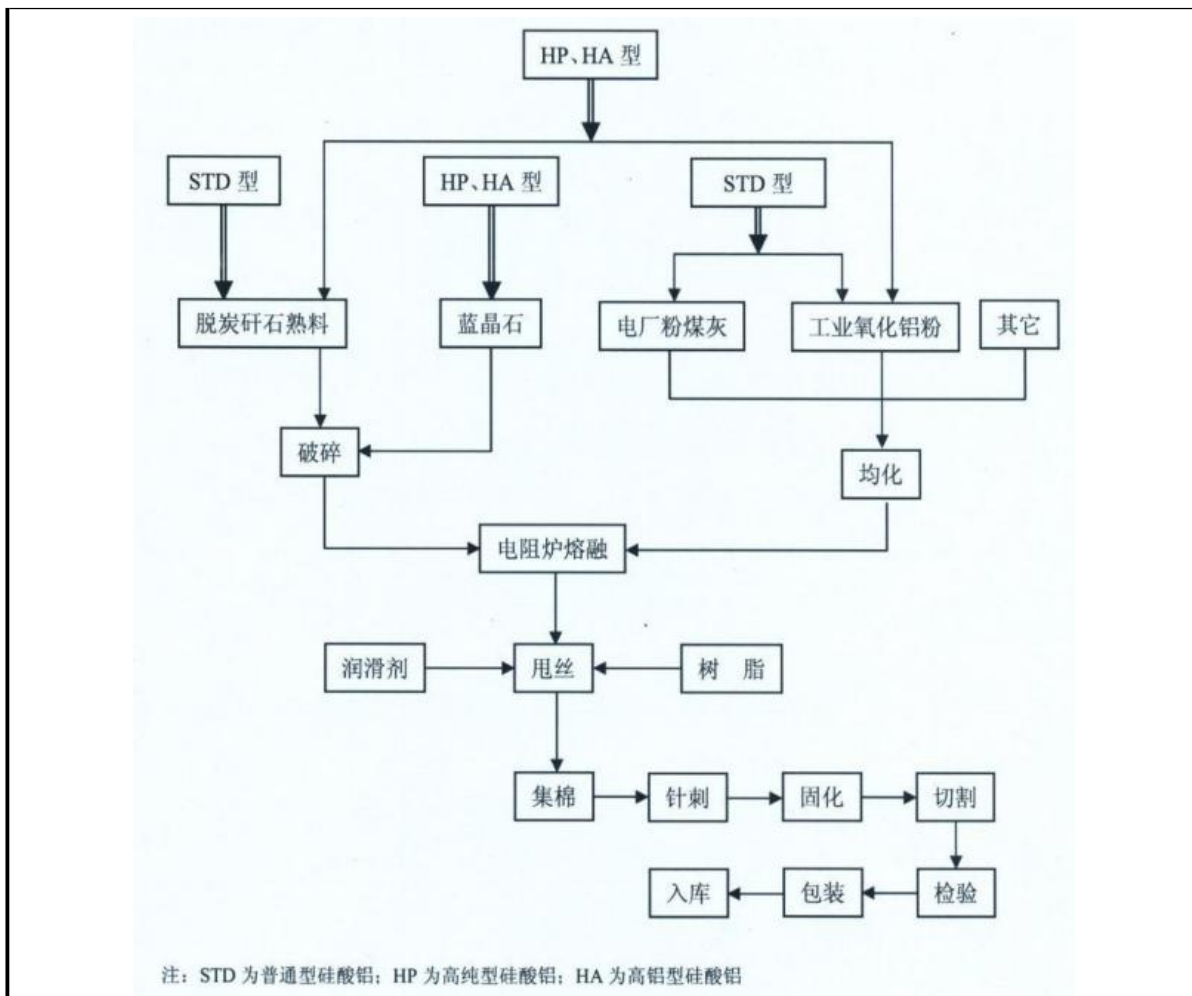 HP、HA 型
STD 型
HP、HA 型
STD 型
脱炭矸石熟料
蓝晶石
电厂粉煤灰
工业氧化铝粉
其它
破碎
均化
电阻炉熔融
润滑剂
甩丝
树 脂
集棉
针刺
固化
切割
入库
包装
检验
注：STD 为普通型硅酸铝；HP 为高纯型硅酸铝；HA 为高铝型硅酸铝